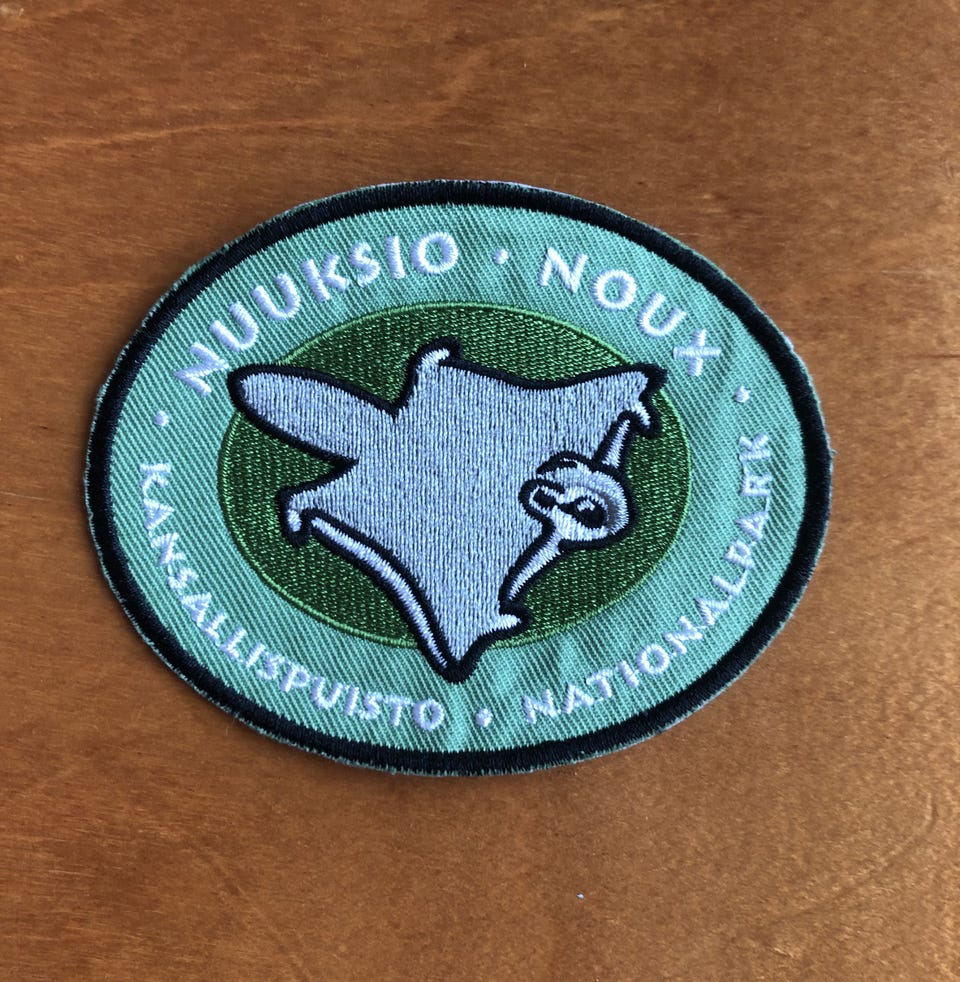 NUUKSIO · NOUX
KANSALLISPUISTO · NATIONALPARK